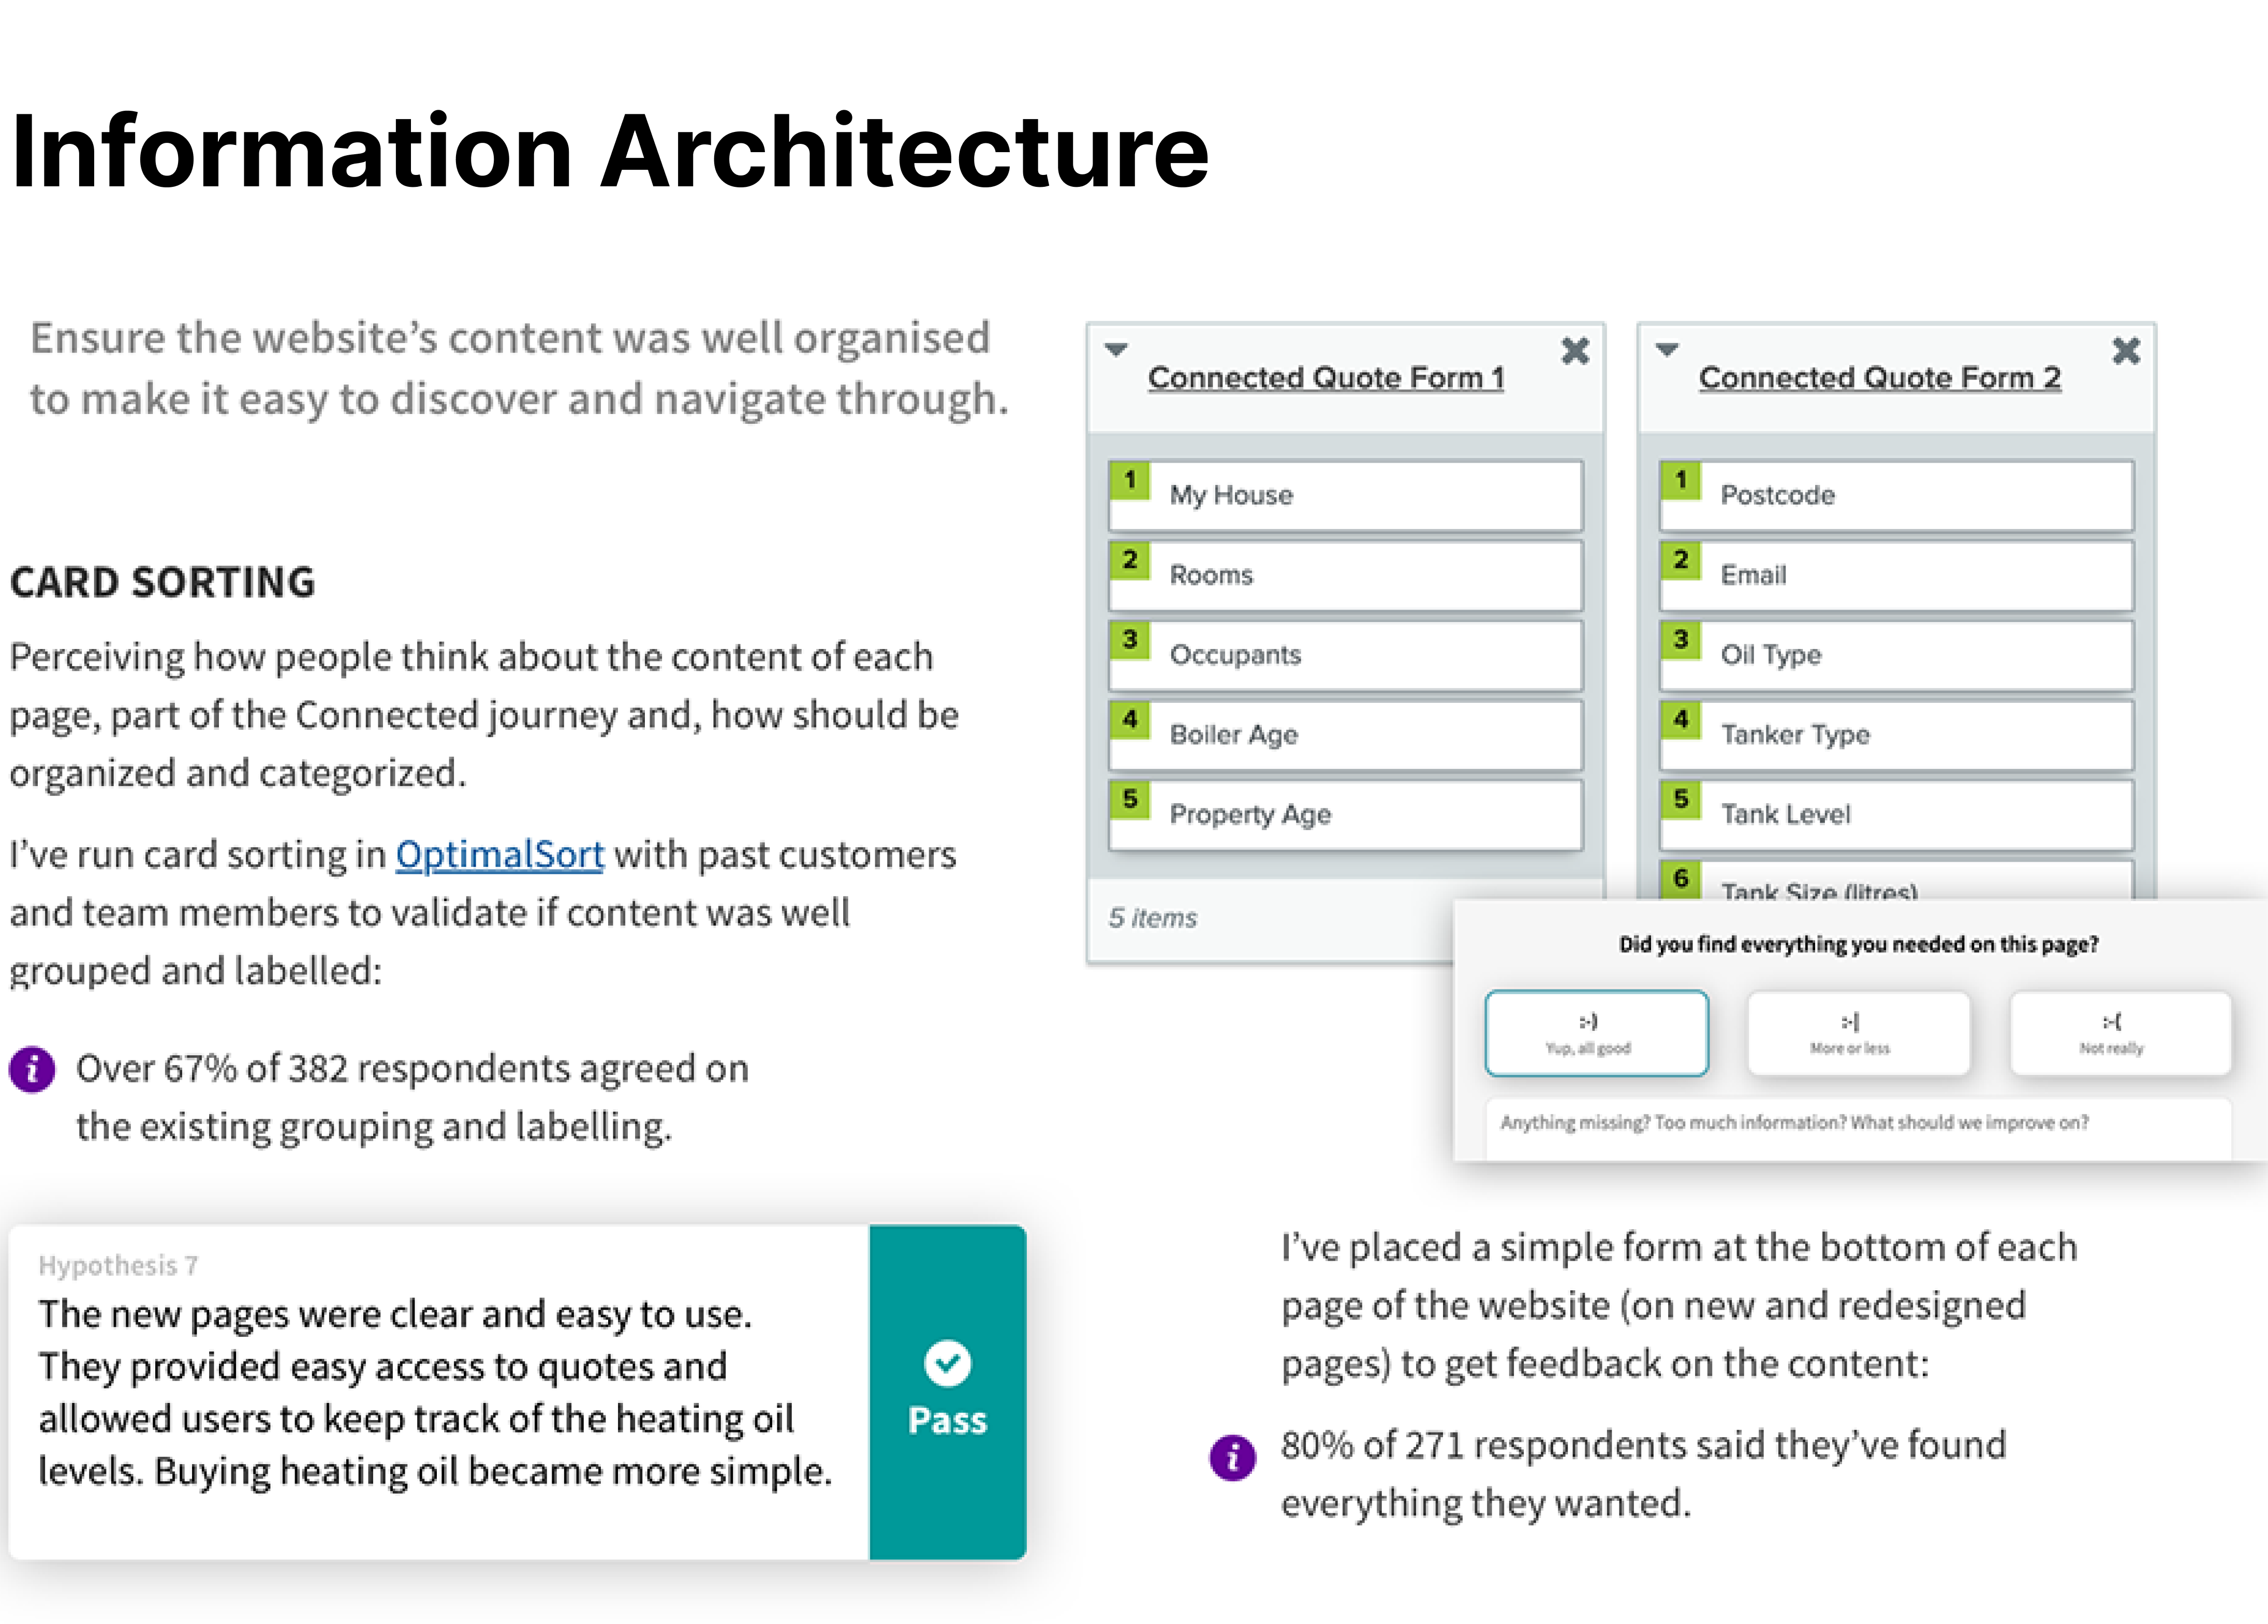 Information Architecture
Ensure the website’s content was well organised
to make it easy to discover and navigate through.
CARD SORTING
Perceiving how people think about the content of each
page, part of the Connected journey and, how should be
organized and categorized.
I’ve run card sorting in OptimalSort with past customers
and team members to validate if content was well
grouped and labelled:
i
Over 67% of 382 respondents agreed on
the existing grouping and labelling.
Hypothesis 7
The new pages were clear and easy to use.
They provided easy access to quotes and
allowed users to keep track of the heating oil
levels. Buying heating oil became more simple.
Pass
Connected Quote Form 1
1 My House
2 Rooms
3 Occupants
4 Boiler Age
5 Property Age
5 items
Connected Quote Form 2
1 Postcode
2 Email
3 Oil Type
4 Tanker Type
5 Tank Level
6 Tank Size (litres)
Did you find everything you needed on this page?
:-)
Yup, all good
:-|
More or less
:-(
Not really
Anything missing? Too much information? What should we improve on?
I’ve placed a simple form at the bottom of each
page of the website (on new and redesigned
pages) to get feedback on the content:
i
80% of 271 respondents said they’ve found
everything they wanted.